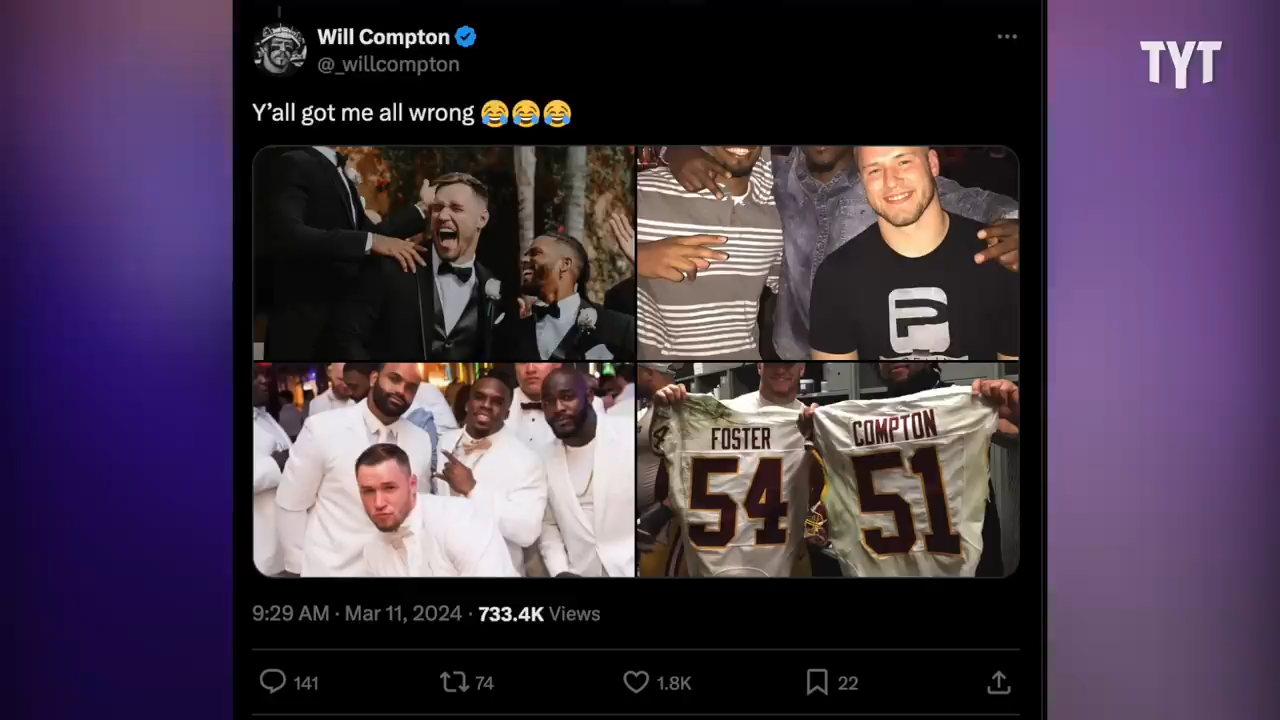 Will Compton
@_willcompton
TYT
Y’all got me all wrong 😂😂😂
FOSTER
54
COMPTON
51
9:29 AM · Mar 11, 2024 · 733.4K Views
141
74
1.8K
22